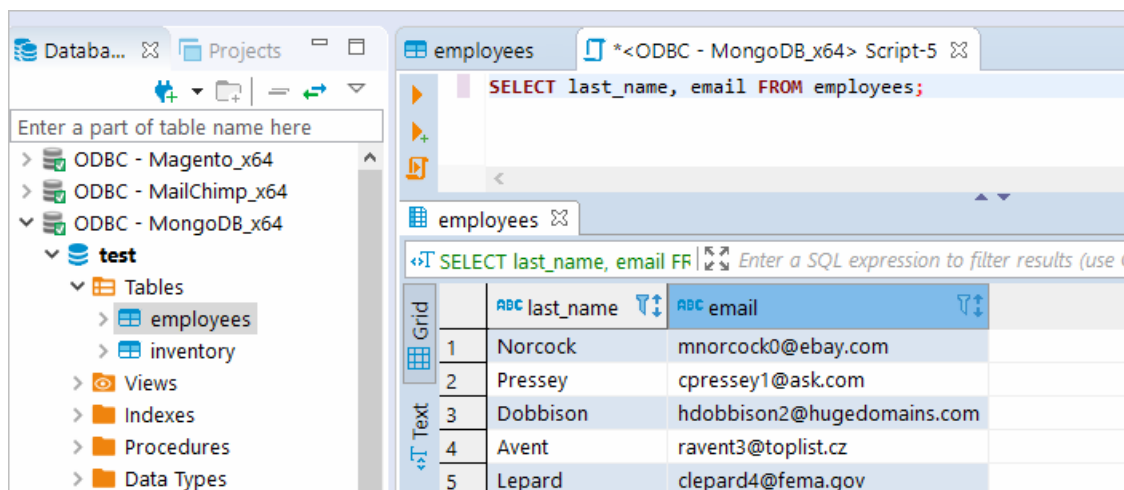 Databa...
Projects
Enter a part of table name here
ODBC - Magento_x64
ODBC - MailChimp_x64
ODBC - MongoDB_x64
test
Tables
employees
inventory
Views
Indexes
Procedures
Data Types
employees
*<ODBC - MongoDB_x64> Script-5
SELECT last_name, email FROM employees;
employees
SELECT last_name, email FR
Enter a SQL expression to filter results (use
Grid
Text
ABC last_name ABC email
1 Norcock mnorcock0@ebay.com
2 Pressey cpressey1@ask.com
3 Dobbison hdobbison2@hugedomains.com
4 Avent ravent3@toplist.cz
5 Lepard clepard4@fema.gov